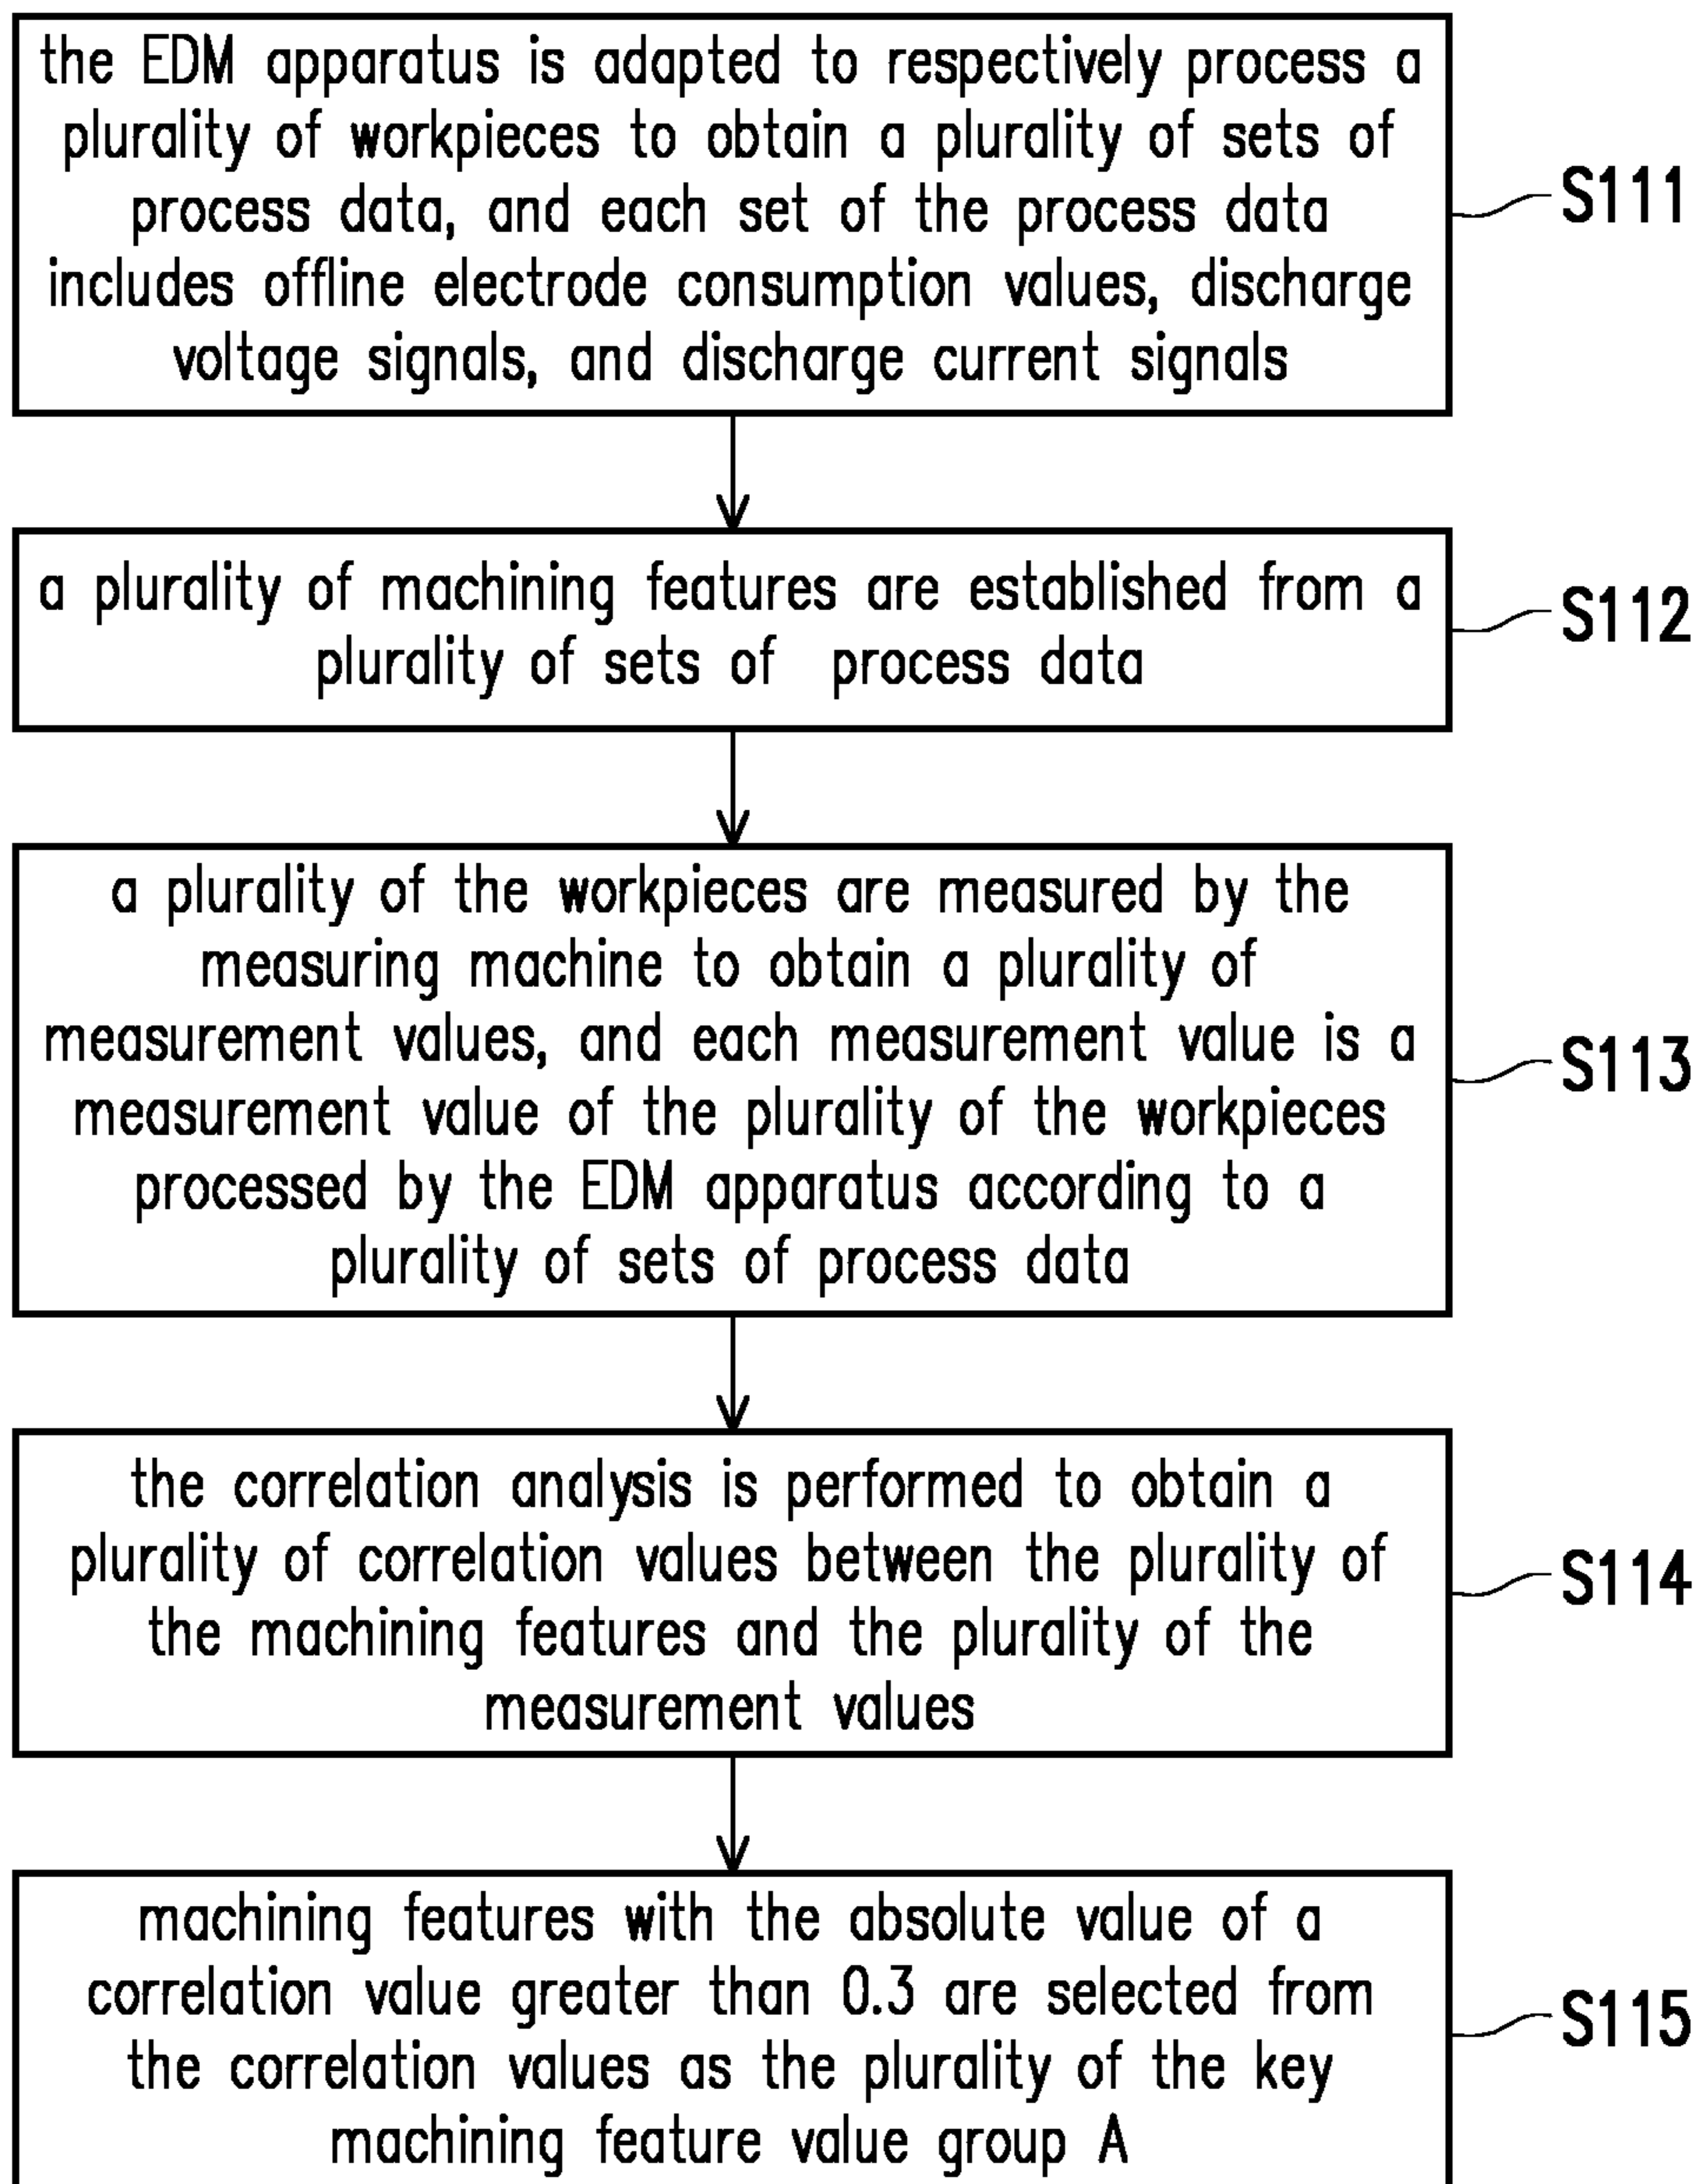 the EDM apparatus is adapted to respectively process a
plurality of workpieces to obtain a plurality of sets of
process data, and each set of the process data
includes offline electrode consumption values, discharge
voltage signals, and discharge current signals
S111
a plurality of machining features are established from a
plurality of sets of process data
S112
a plurality of the workpieces are measured by the
measuring machine to obtain a plurality of
measurement values, and each measurement value is a
measurement value of the plurality of the workpieces
processed by the EDM apparatus according to a
plurality of sets of process data
S113
the correlation analysis is performed to obtain a
plurality of correlation values between the plurality of
the machining features and the plurality of the
measurement values
S114
machining features with the absolute value of a
correlation value greater than 0.3 are selected from
the correlation values as the plurality of the key
machining feature value group A
S115